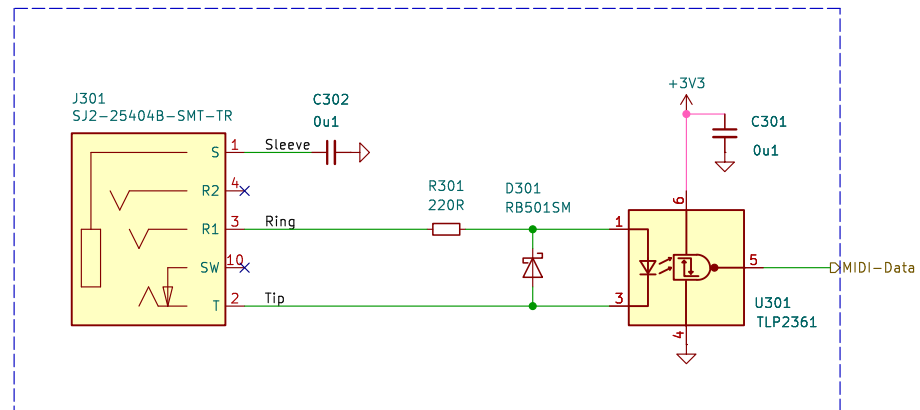 J301
SJ2-25404B-SMT-TR
C302
0u1
+3V3
C301
0u1
S
1
Sleeve
R2
4
R1
3
Ring
SW
10
T
2
Tip
R301
220R
D301
RB501SM
1
3
6
5
4
U301
TLP2361
MIDI-Data